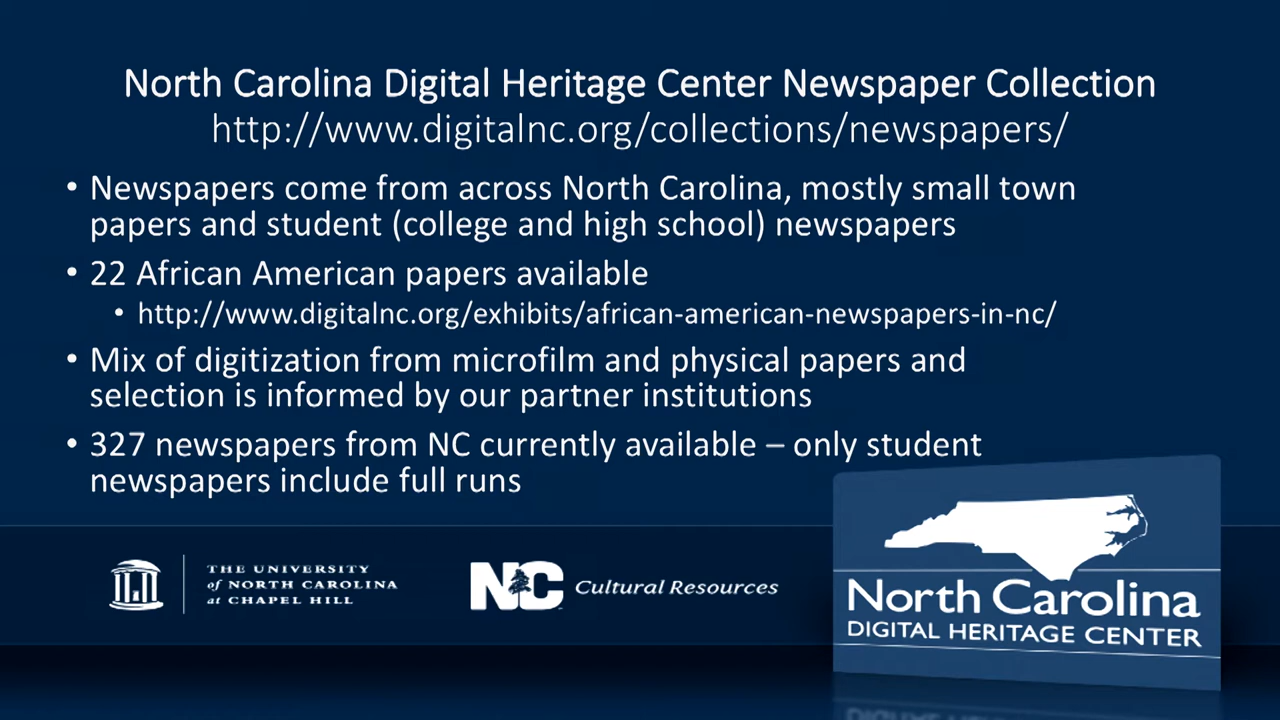 North Carolina Digital Heritage Center Newspaper Collection
http://www.digitalnc.org/collections/newspapers/
• Newspapers come from across North Carolina, mostly small town
papers and student (college and high school) newspapers
• 22 African American papers available
• http://www.digitalnc.org/exhibits/african-american-newspapers-in-nc/
• Mix of digitization from microfilm and physical papers and
selection is informed by our partner institutions
• 327 newspapers from NC currently available – only student
newspapers include full runs
THE UNIVERSITY
of NORTH CAROLINA
at CHAPEL HILL
NC Cultural Resources
North Carolina
DIGITAL HERITAGE CENTER